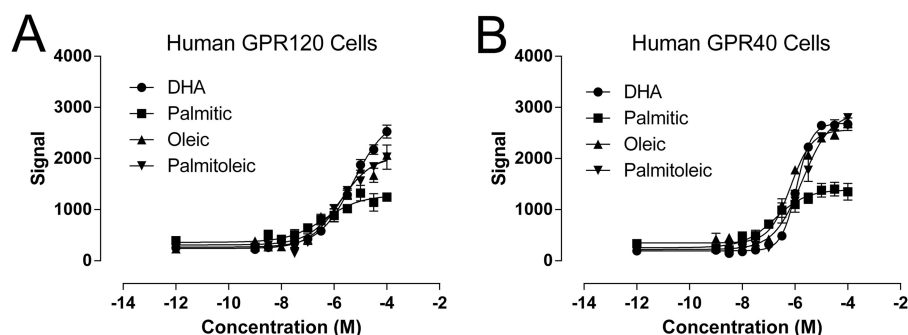 A
Human GPR120 Cells
4000
3000
2000
1000
0
Signal
DHA
Palmitic
Oleic
Palmitoleic
-14 -12 -10 -8 -6 -4 -2
Concentration (M)
B
Human GPR40 Cells
4000
3000
2000
1000
0
Signal
DHA
Palmitic
Oleic
Palmitoleic
-14 -12 -10 -8 -6 -4 -2
Concentration (M)